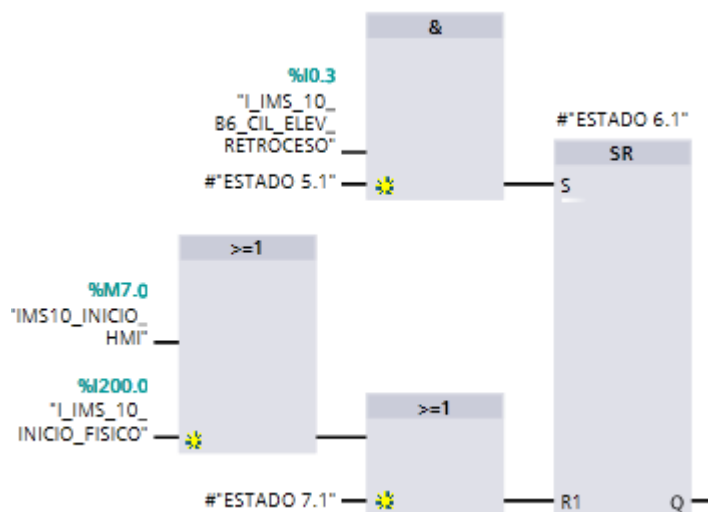 &
%I0.3
"I_IMS_10_
B6_CIL_ELEV_
RETROCESO"
#"ESTADO 5.1"
#"ESTADO 6.1"
SR
S
>=1
%M7.0
"IMS10_INICIO_
HMI"
%I200.0
"I_IMS_10_
INICIO_FISICO"
>=1
#"ESTADO 7.1"
R1 Q